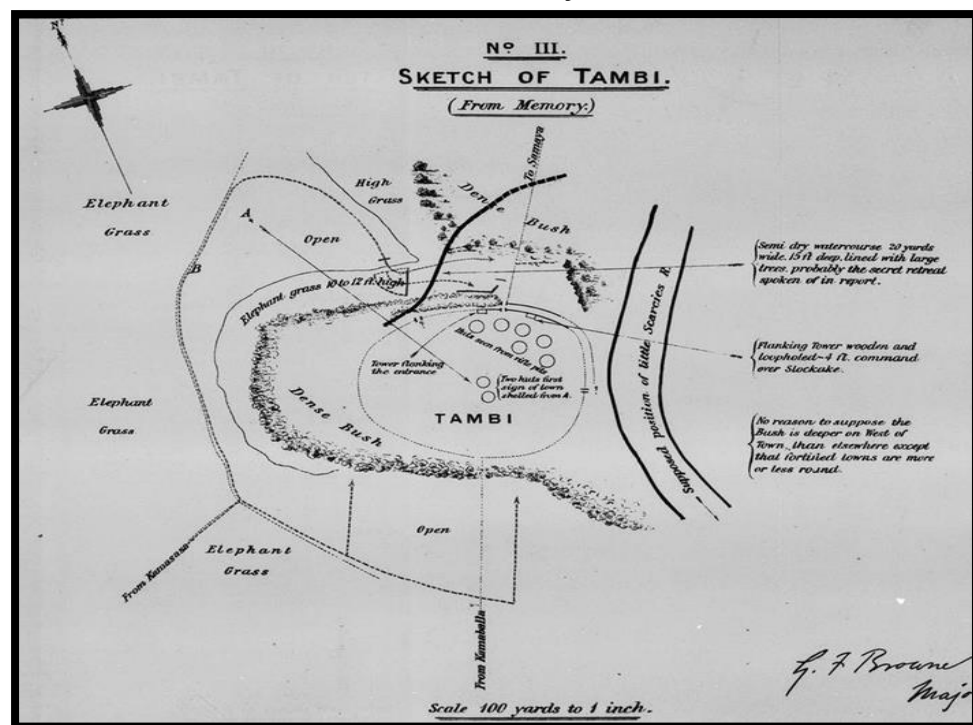 Nº III.
SKETCH OF TAMBI.
(From Memory.)
N
Elephant
Grass
A
High
Grass
Dense
Bush
To Samaya
Open
B
Elephant grass 10 to 12 ft. high
Semi dry watercourse 20 yards
wide, 15 ft deep, lined with large
trees, probably the secret retreat
spoken of in report.
Huts seen from rifle pits
Tower flanking
the entrance
Flanking Tower wooden and
loopholed ~ 4 ft. command
over Stockake.
Two huts first
sign of town
shelled from A.
TAMBI
Dense
Bush
Supposed position of little Scarcies R.
Elephant
Grass
No reason to suppose the
Bush is deeper on West of
Town, than elsewhere except
that fortified towns are more
or less round.
Open
Elephant
Grass
From Kamasasa
From Kamabella
G. F. Browne
Majo
Scale 100 yards to 1 inch.